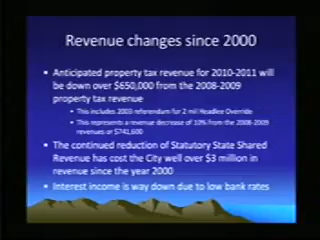 Revenue changes since 2000
• Anticipated property tax revenue for 2010-2011 will
be down over $650,000 from the 2008-2009
property tax revenue
• This includes 2003 referendum for 2 mil Headlee Override
• This represents a revenue decrease of 10% from the 2008-2009
revenues or $741,600
• The continued reduction of Statutory State Shared
Revenue has cost the City well over $3 million in
revenue since the year 2000
• Interest income is way down due to low bank rates